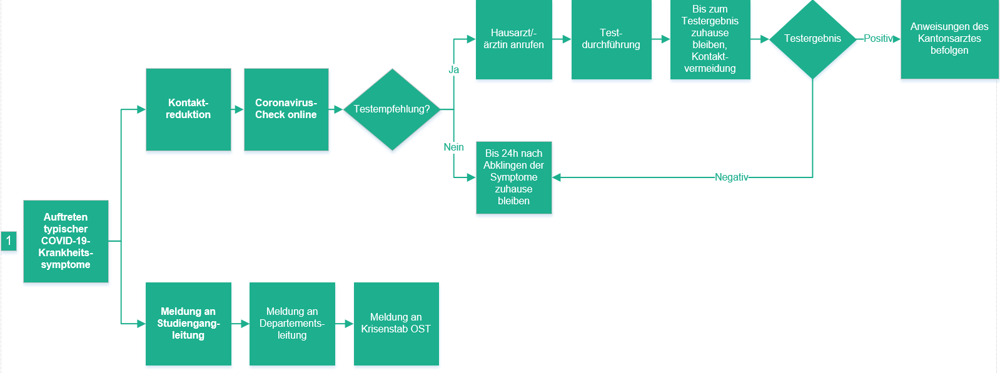 1
Auftreten
typischer
COVID-19-
Krankheits-
symptome
Kontakt-
reduktion
Coronavirus-
Check online
Testempfehlung?
Ja
Hausarzt/-
ärztin anrufen
Test-
durchführung
Bis zum
Testergebnis
zuhause
bleiben,
Kontakt-
vermeidung
Testergebnis
Positiv
Anweisungen des
Kantonsarztes
befolgen
Nein
Bis 24h nach
Abklingen der
Symptome
zuhause
bleiben
Negativ
Meldung an
Studiengang-
leitung
Meldung an
Departements-
leitung
Meldung an
Krisenstab OST